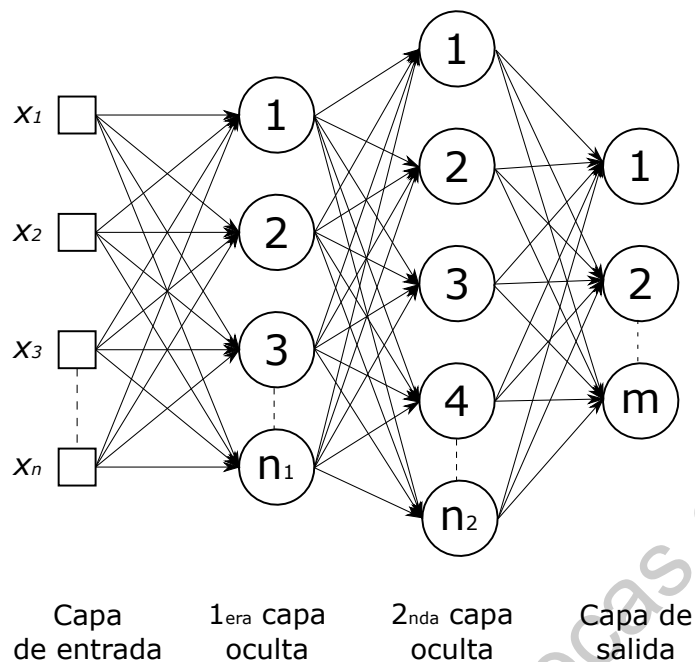 x1
x2
x3
xn
1
2
3
n1
1
2
3
4
n2
1
2
m
Capa
de entrada
1era capa
oculta
2nda capa
oculta
Capa de
salida